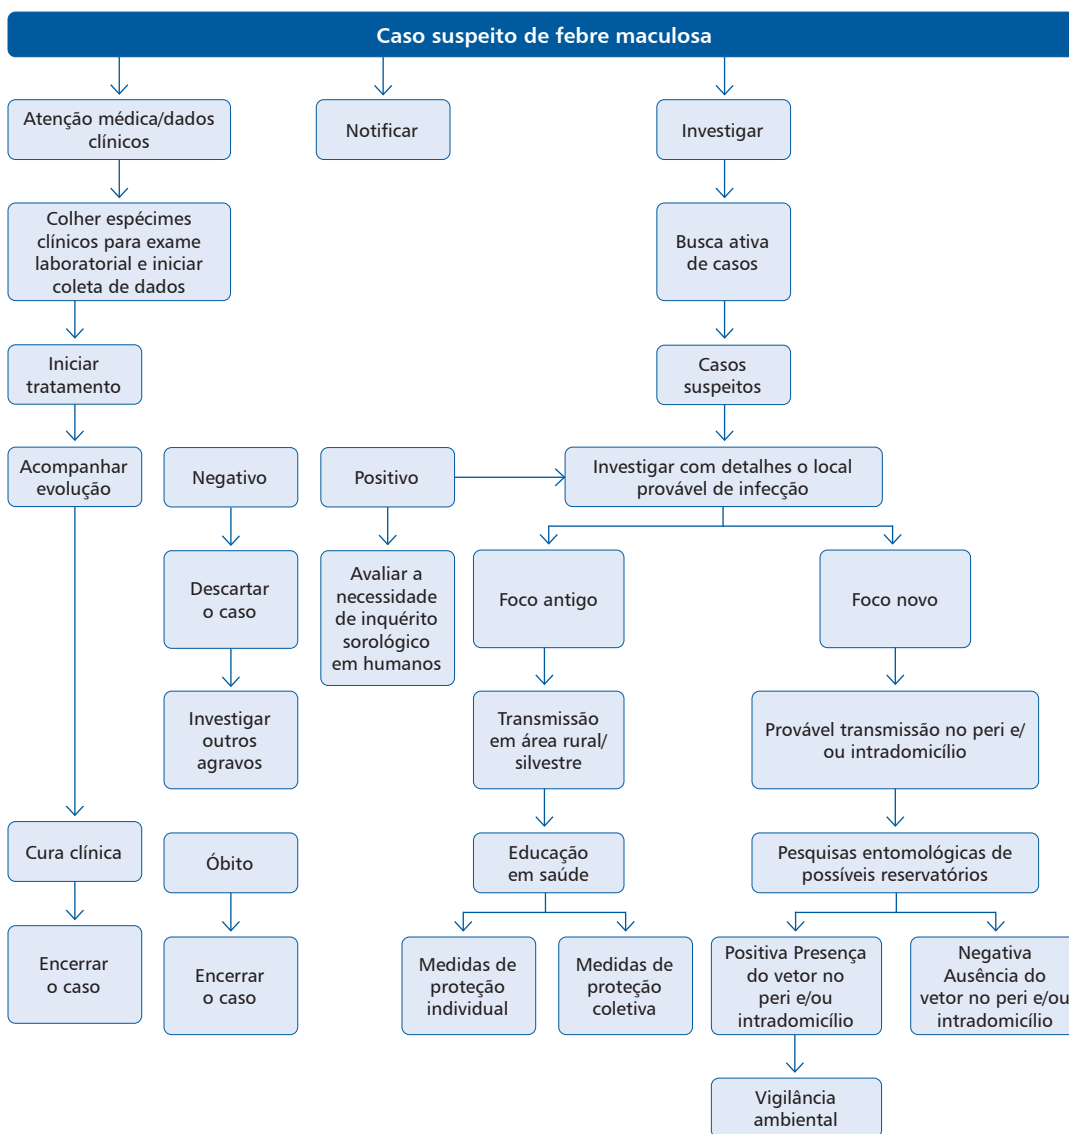 Caso suspeito de febre maculosa
Atenção médica/dados
clínicos
Notificar
Investigar
Colher espécimes
clínicos para exame
laboratorial e iniciar
coleta de dados
Busca ativa
de casos
Iniciar
tratamento
Casos
suspeitos
Acompanhar
evolução
Negativo
Positivo
Investigar com detalhes o local
provável de infecção
Descartar
o caso
Avaliar a
necessidade
de inquérito
sorológico
em humanos
Foco antigo
Foco novo
Investigar
outros
agravos
Transmissão
em área rural/
silvestre
Provável transmissão no peri e/
ou intradomicílio
Cura clínica
Óbito
Educação
em saúde
Pesquisas entomológicas de
possíveis reservatórios
Encerrar
o caso
Encerrar
o caso
Medidas de
proteção
individual
Medidas de
proteção
coletiva
Positiva Presença
do vetor no
peri e/ou
intradomicílio
Negativa
Ausência do
vetor no peri e/ou
intradomicílio
Vigilância
ambiental